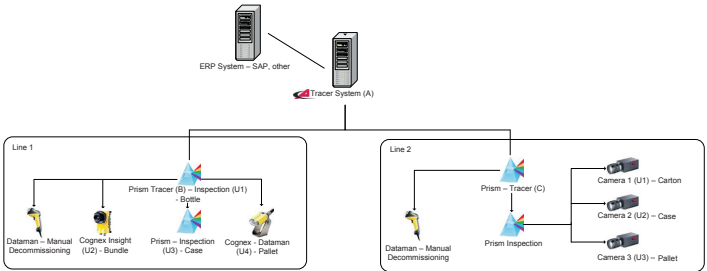 ERP System – SAP, other
Tracer System (A)
Line 1
Prism Tracer (B) – Inspection (U1)
- Bottle
Dataman – Manual
Decommissioning
Cognex Insight
(U2) - Bundle
Prism – Inspection
(U3) - Case
Cognex - Dataman
(U4) - Pallet
Line 2
Prism – Tracer (C)
Dataman – Manual
Decommissioning
Prism Inspection
Camera 1 (U1) – Carton
Camera 2 (U2) – Case
Camera 3 (U3) – Pallet